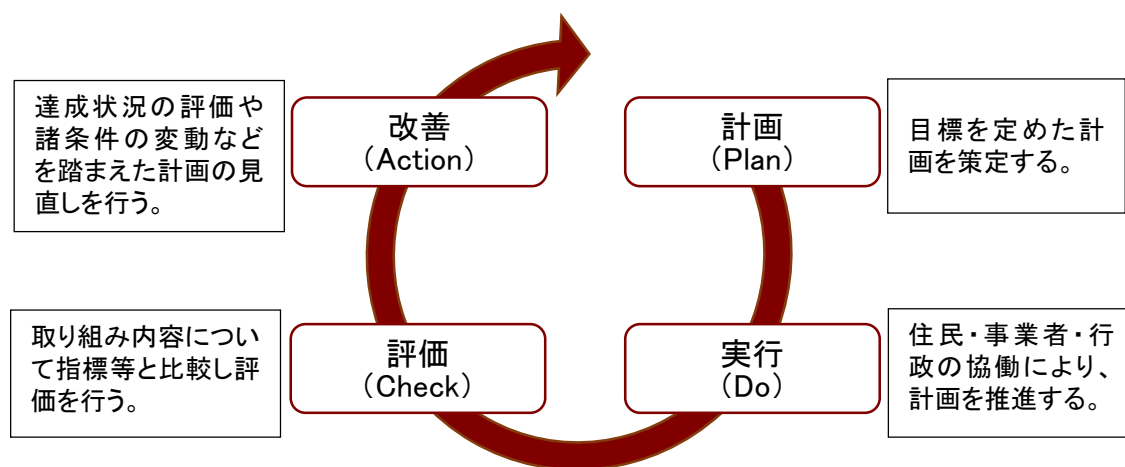 達成状況の評価や
諸条件の変動など
を踏まえた計画の見
直しを行う。
改善
(Action)
計画
(Plan)
目標を定めた計
画を策定する。
取り組み内容につい
て指標等と比較し評
価を行う。
評価
(Check)
実行
(Do)
住民・事業者・行
政の協働により、
計画を推進する。